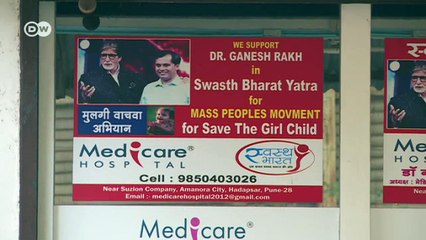 DW
WE SUPPORT
DR. GANESH RAKH
in
Swasth Bharat Yatra
for
MASS PEOPLES MOVMENT
for Save The Girl Child
मुलगी वाचवा
अभियान
Medicare
HOSPITAL
स्वस्थ
भारत
Cell : 9850403026
Near Suzlon Company, Amanora City, Hadapsar, Pune-28
Email :- medicarehospital2012@gmail.com
Medicare
Medi
HOSP